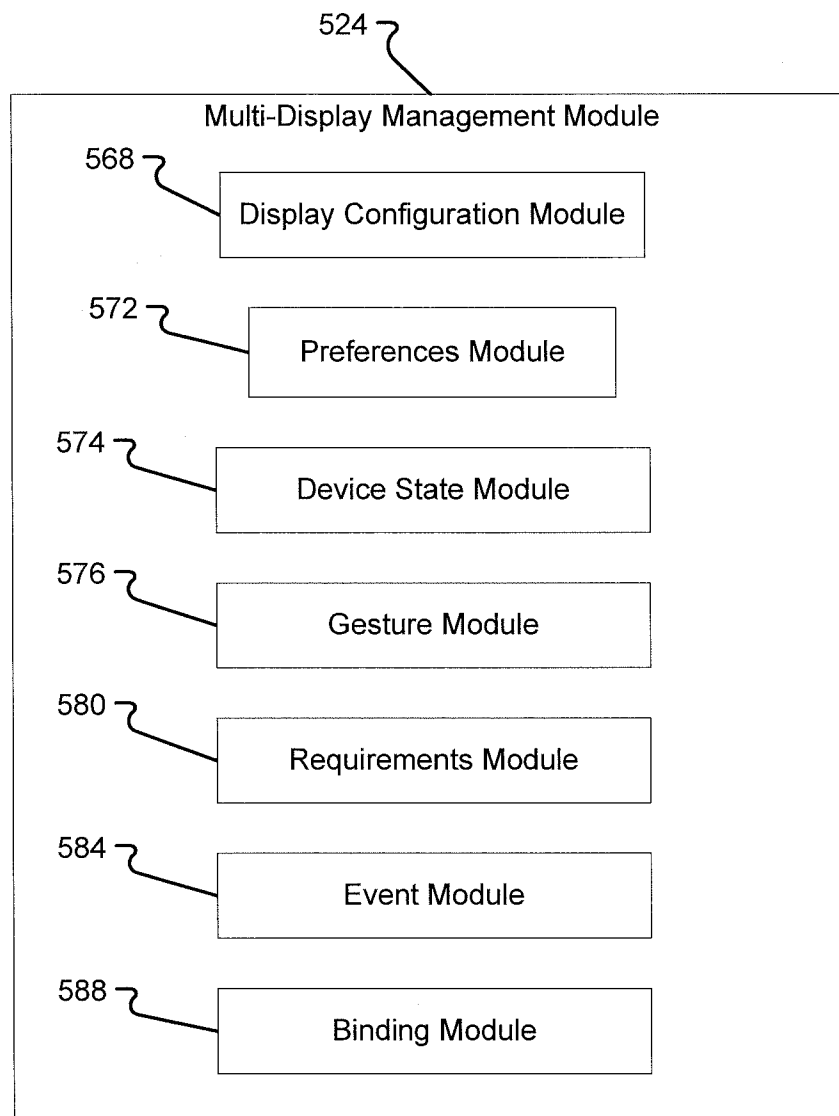 524
Multi-Display Management Module
568
Display Configuration Module
572
Preferences Module
574
Device State Module
576
Gesture Module
580
Requirements Module
584
Event Module
588
Binding Module